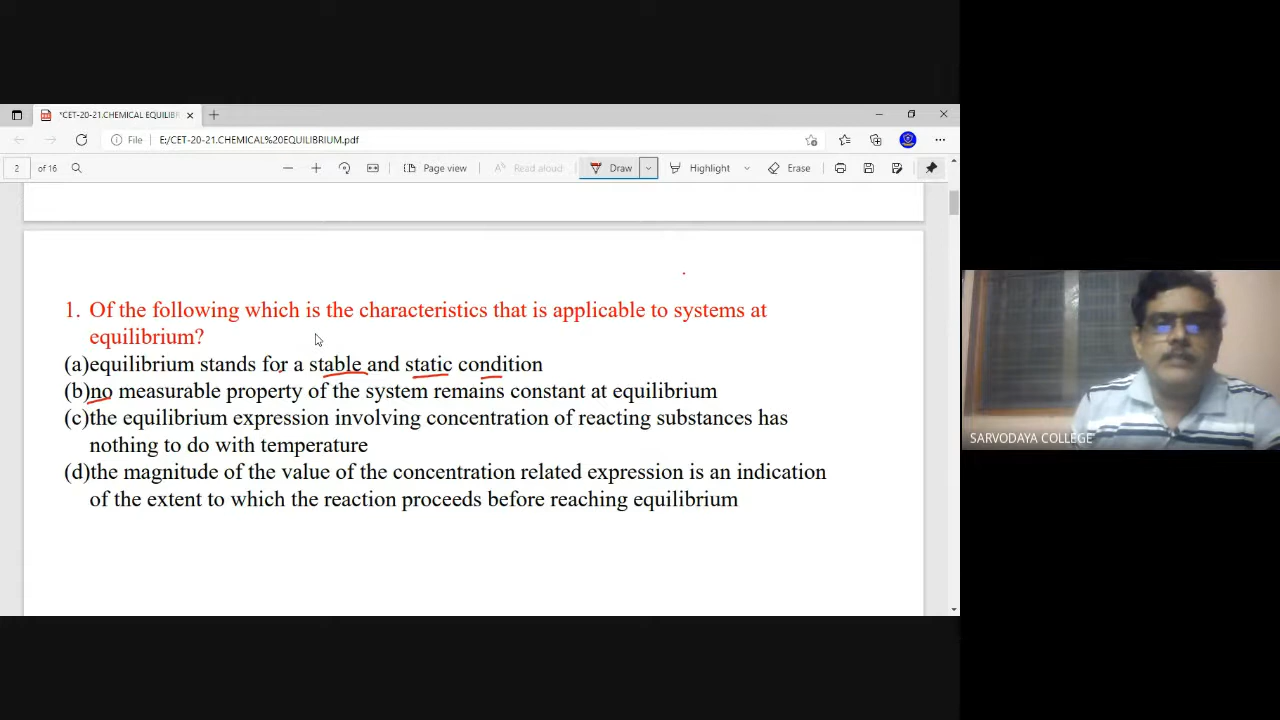 *CET-20-21.CHEMICAL EQUILIB
File E:/CET-20-21.CHEMICAL%20EQUILIBRIUM.pdf
2 of 16 Page view Read aloud Draw Highlight Erase
1. Of the following which is the characteristics that is applicable to systems at
equilibrium?
(a)equilibrium stands for a stable and static condition
(b)no measurable property of the system remains constant at equilibrium
(c)the equilibrium expression involving concentration of reacting substances has
nothing to do with temperature
(d)the magnitude of the value of the concentration related expression is an indication
of the extent to which the reaction proceeds before reaching equilibrium
SARVODAYA COLLEGE